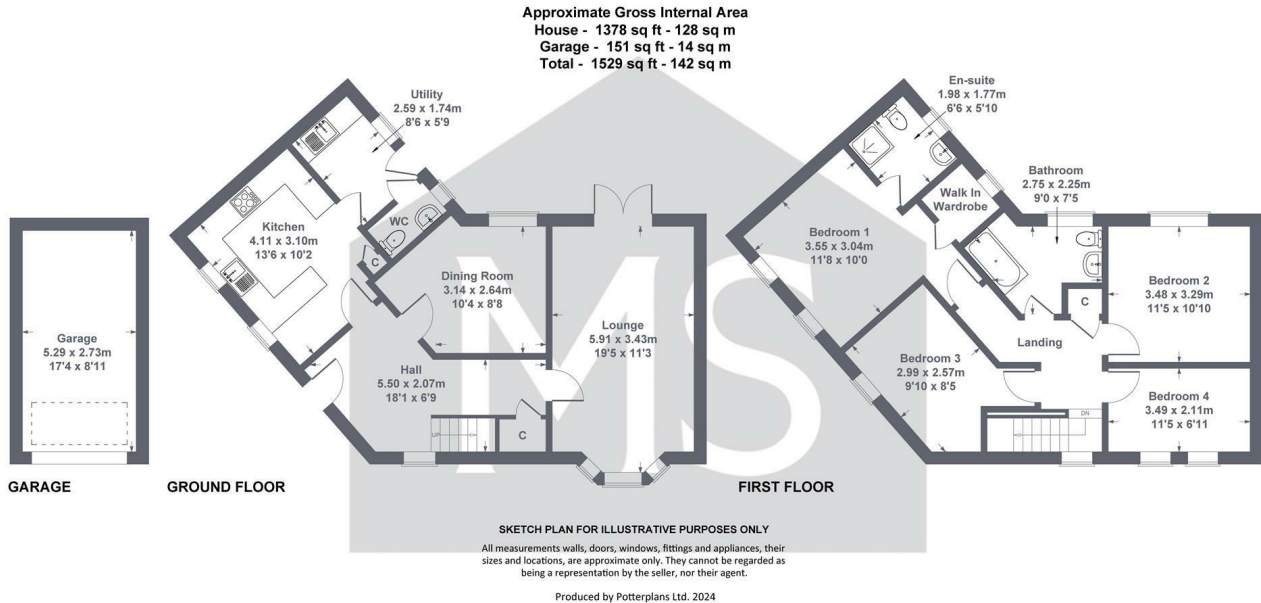 Approximate Gross Internal Area
House - 1378 sq ft - 128 sq m
Garage - 151 sq ft - 14 sq m
Total - 1529 sq ft - 142 sq m
Utility
2.59 x 1.74m
8'6 x 5'9
Kitchen
4.11 x 3.10m
13'6 x 10'2
WC
C
Dining Room
3.14 x 2.64m
10'4 x 8'8
Lounge
5.91 x 3.43m
19'5 x 11'3
Hall
5.50 x 2.07m
18'1 x 6'9
UP
C
Garage
5.29 x 2.73m
17'4 x 8'11
En-suite
1.98 x 1.77m
6'6 x 5'10
Walk In
Wardrobe
Bathroom
2.75 x 2.25m
9'0 x 7'5
Bedroom 1
3.55 x 3.04m
11'8 x 10'0
Bedroom 2
3.48 x 3.29m
11'5 x 10'10
C
Landing
Bedroom 3
2.99 x 2.57m
9'10 x 8'5
Bedroom 4
3.49 x 2.11m
11'5 x 6'11
DN
MS
GARAGE
GROUND FLOOR
FIRST FLOOR
SKETCH PLAN FOR ILLUSTRATIVE PURPOSES ONLY
All measurements walls, doors, windows, fittings and appliances, their
sizes and locations, are approximate only. They cannot be regarded as
being a representation by the seller, nor their agent.
Produced by Potterplans Ltd. 2024